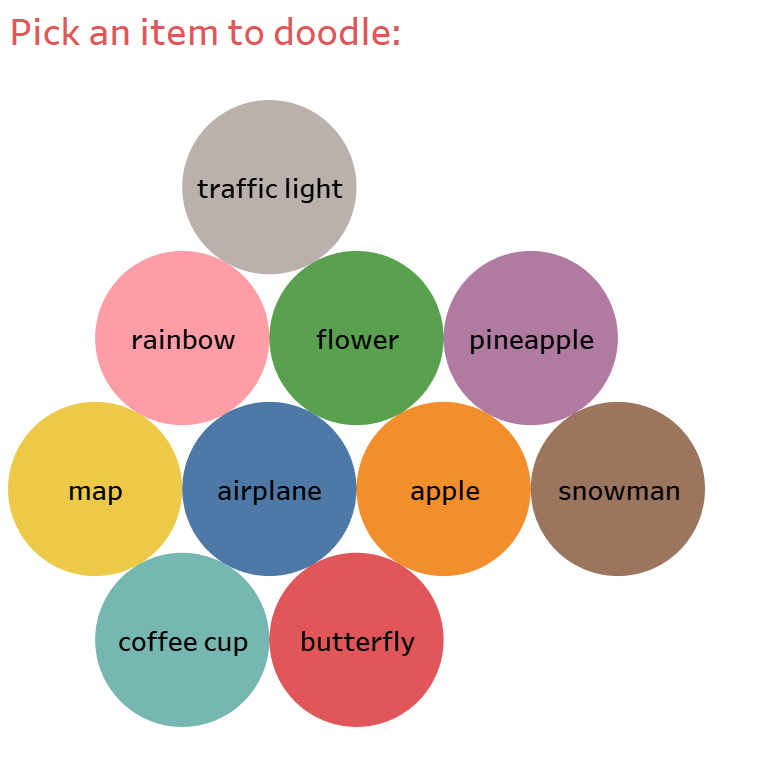 Pick an item to doodle:
traffic light
rainbow
flower
pineapple
map
airplane
apple
snowman
coffee cup
butterfly